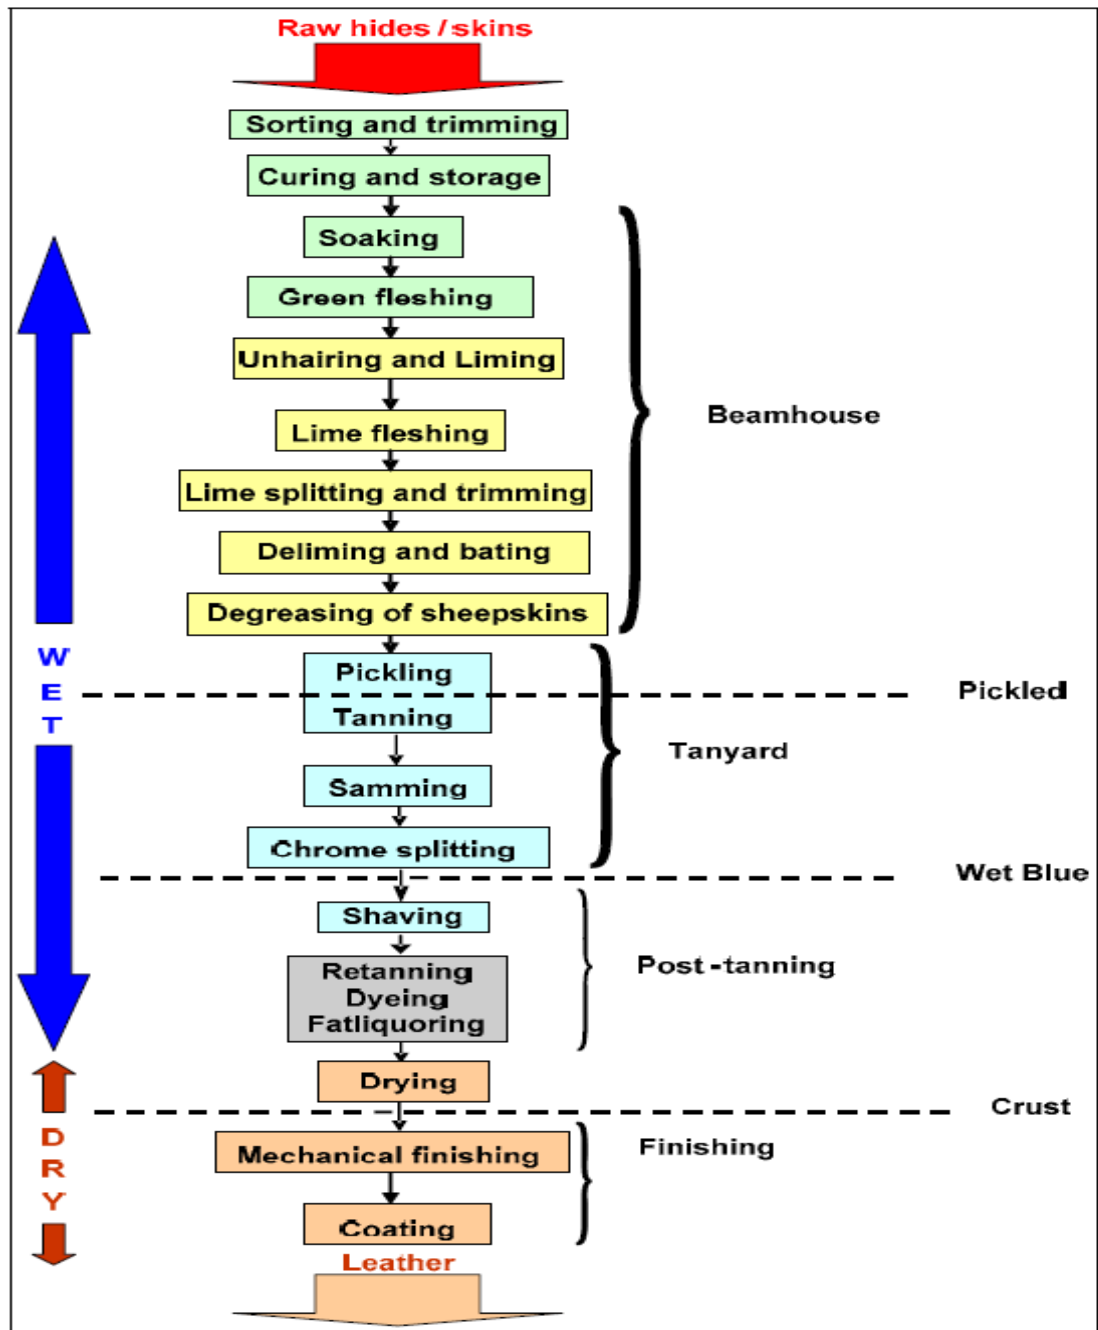 Raw hides / skins
Sorting and trimming
Curing and storage
Soaking
Green fleshing
Unhairing and Liming
Lime fleshing
Lime splitting and trimming
Deliming and bating
Degreasing of sheepskins
Beamhouse
W
E
T
Pickling
Pickled
Tanning
Tanyard
Samming
Chrome splitting
Wet Blue
Shaving
Retanning
Dyeing
Fatliquoring
Post -tanning
Drying
Crust
D
R
Y
Mechanical finishing
Finishing
Coating
Leather